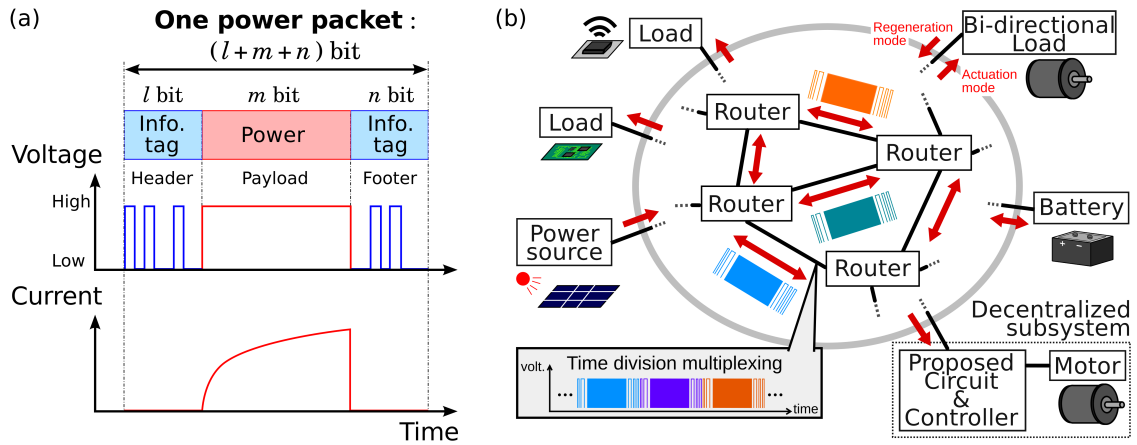 (a)
One power packet :
(l+m+n) bit
l bit
m bit
n bit
Info.
tag
Power
Info.
tag
Voltage
Header
Payload
Footer
High
Low
Current
Time
(b)
Load
Regeneration
mode
Bi-directional
Load
Actuation
mode
Router
Load
Router
Router
Battery
Power
source
Router
Decentralized
subsystem
Time division multiplexing
volt.
...
...
time
Proposed
Circuit
&
Controller
Motor